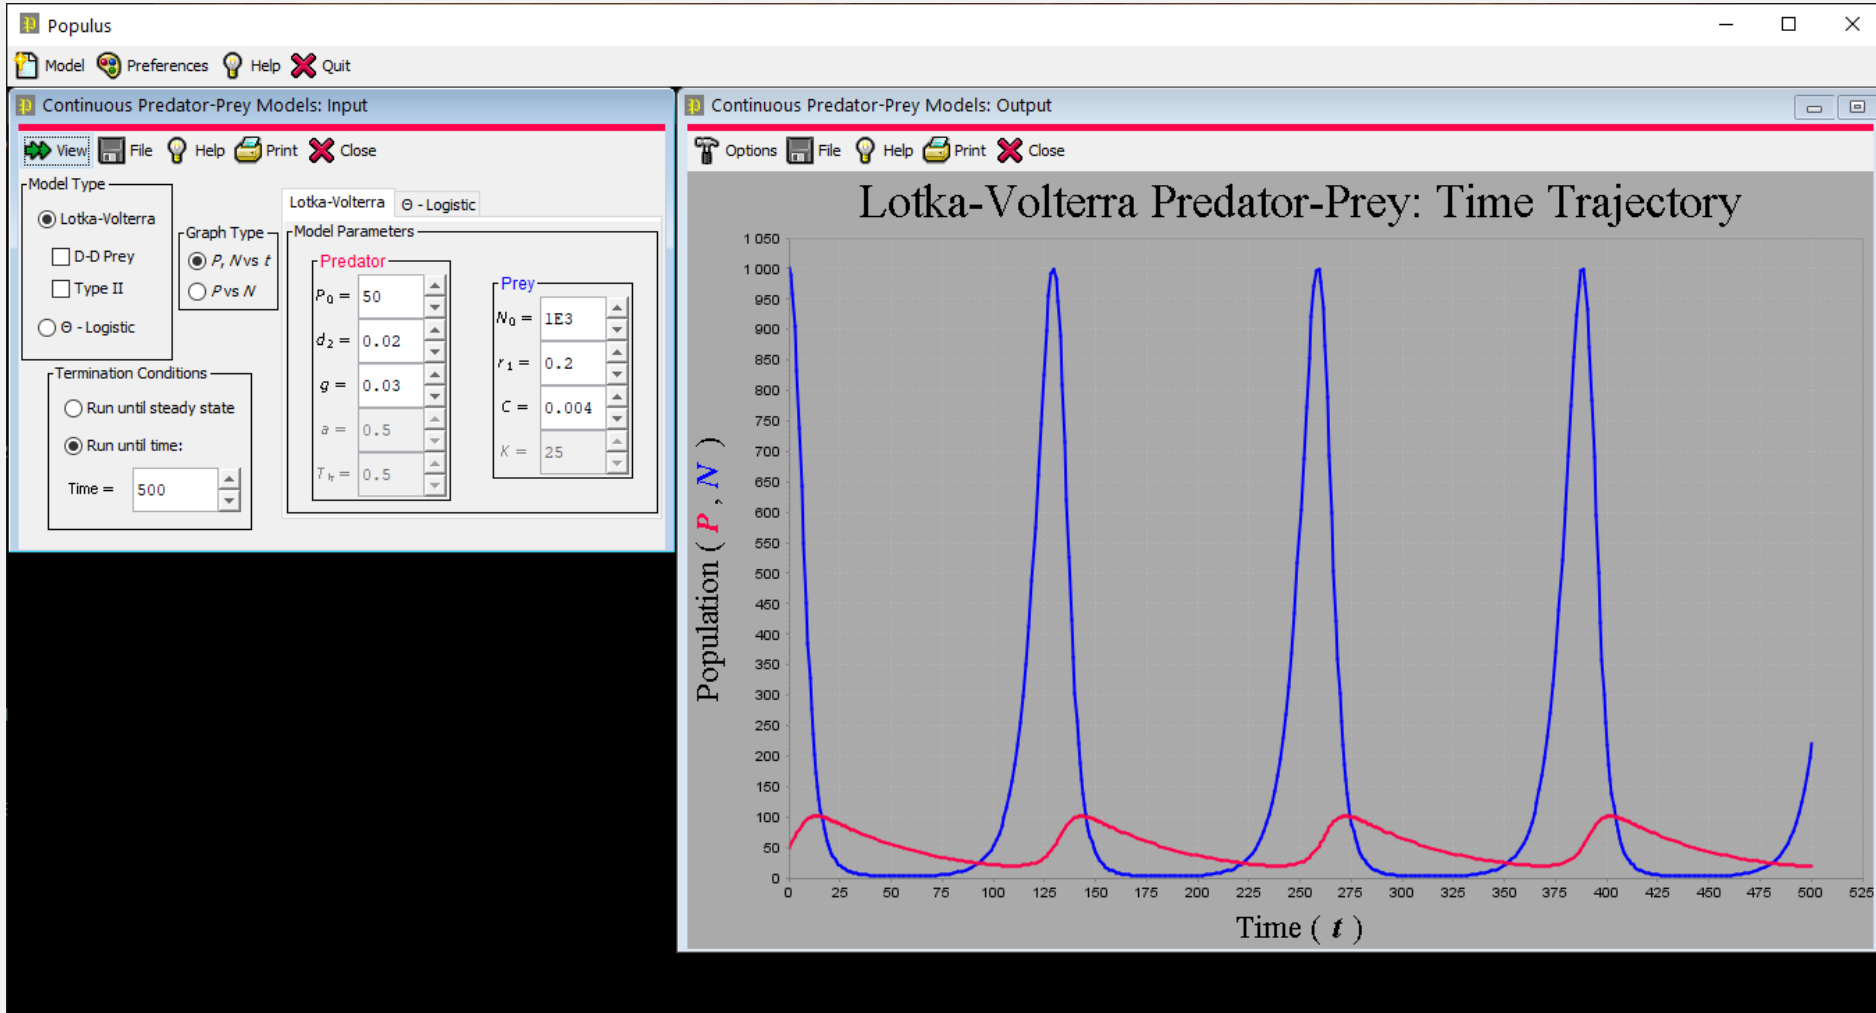 Populus
Model Preferences Help Quit
Continuous Predator-Prey Models: Input
View File Help Print Close
Model Type
Lotka-Volterra
D-D Prey
Type II
Θ - Logistic
Graph Type
P, N vs t
P vs N
Lotka-Volterra Θ - Logistic
Model Parameters
Predator
P0 = 50
d2 = 0.02
g = 0.03
a = 0.5
Th = 0.5
Prey
N0 = 1E3
r1 = 0.2
C = 0.004
K = 25
Termination Conditions
Run until steady state
Run until time:
Time = 500
Continuous Predator-Prey Models: Output
Options File Help Print Close
Lotka-Volterra Predator-Prey: Time Trajectory
Population ( P , N )
1 050
1 000
950
900
850
800
750
700
650
600
550
500
450
400
350
300
250
200
150
100
50
0
0 25 50 75 100 125 150 175 200 225 250 275 300 325 350 375 400 425 450 475 500 525
Time ( t )